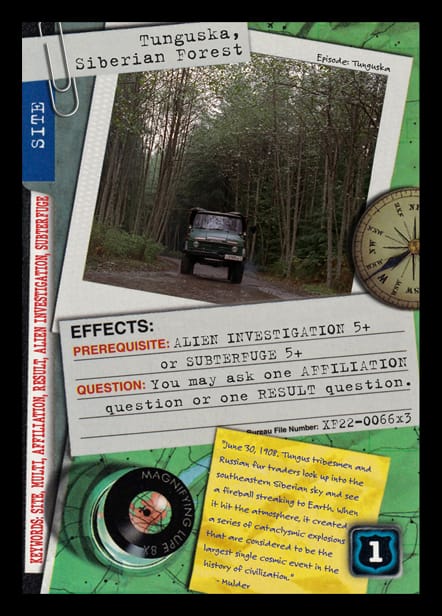 Tunguska,
Siberian Forest
Episode: Tunguska
SITE
KEYWORDS: SITE, MULTI, AFFILIATION, RESULT, ALIEN INVESTIGATION, SUBTERFUGE
NW
W
EFFECTS:
PREREQUISITE: ALIEN INVESTIGATION 5+
or SUBTERFUGE 5+
QUESTION: You may ask one AFFILIATION
question or one RESULT question.
Bureau File Number: XF22-0066x3
MAGNIFYING LUPE 8X
"June 30, 1908. Tungus tribesmen and
Russian fur traders look up into the
southeastern Siberian sky and see
a fireball streaking to Earth. When
it hit the atmosphere, it created
a series of cataclysmic explosions
that are considered to be the
largest single cosmic event in the
history of civilization."
- Mulder
1